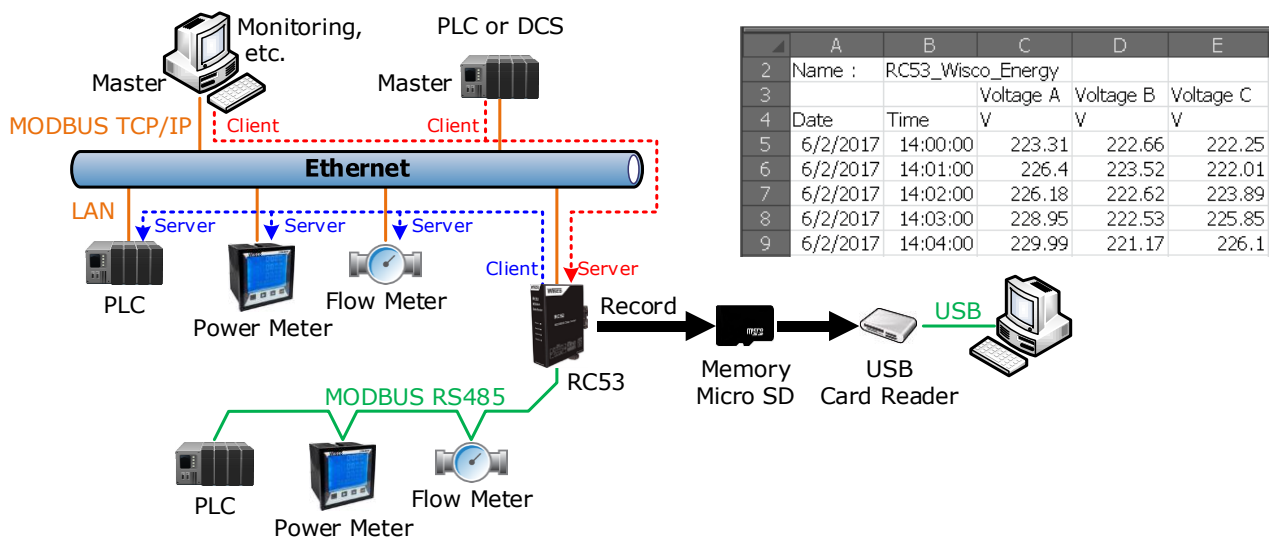 Monitoring,
etc.
Master
PLC or DCS
Master
MODBUS TCP/IP
Client
Client
Ethernet
LAN
Server
Server
Server
Client
Server
PLC
Power Meter
Flow Meter
RC53
Record
Memory
Micro SD
USB
Card Reader
USB
MODBUS RS485
PLC
Power Meter
Flow Meter
A B C D E
2 Name : RC53_Wisco_Energy
3 Voltage A Voltage B Voltage C
4 Date Time V V V
5 6/2/2017 14:00:00 223.31 222.66 222.25
6 6/2/2017 14:01:00 226.4 223.52 222.01
7 6/2/2017 14:02:00 226.18 222.62 223.89
8 6/2/2017 14:03:00 228.95 222.53 225.85
9 6/2/2017 14:04:00 229.99 221.17 226.1